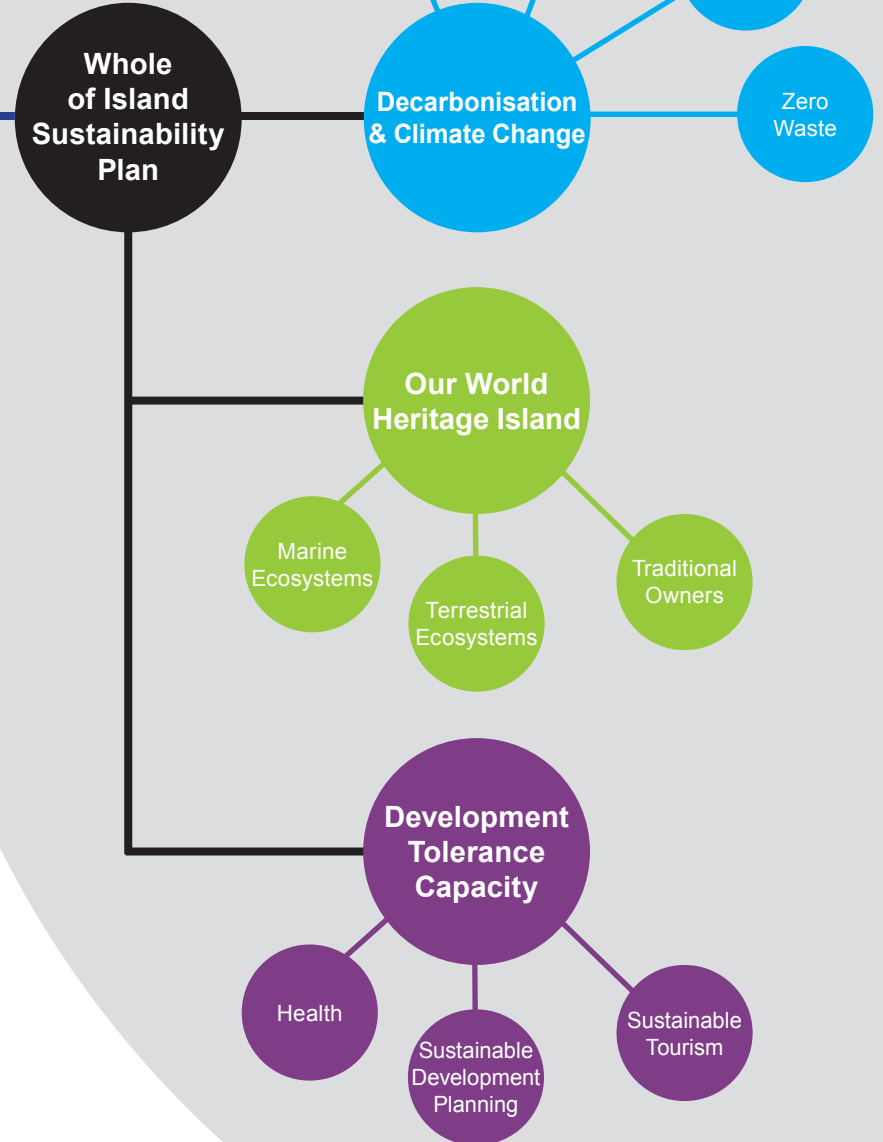 Whole
of Island
Sustainability
Plan
Decarbonisation
& Climate Change
Zero
Waste
Our World
Heritage Island
Marine
Ecosystems
Terrestrial
Ecosystems
Traditional
Owners
Development
Tolerance
Capacity
Health
Sustainable
Development
Planning
Sustainable
Tourism